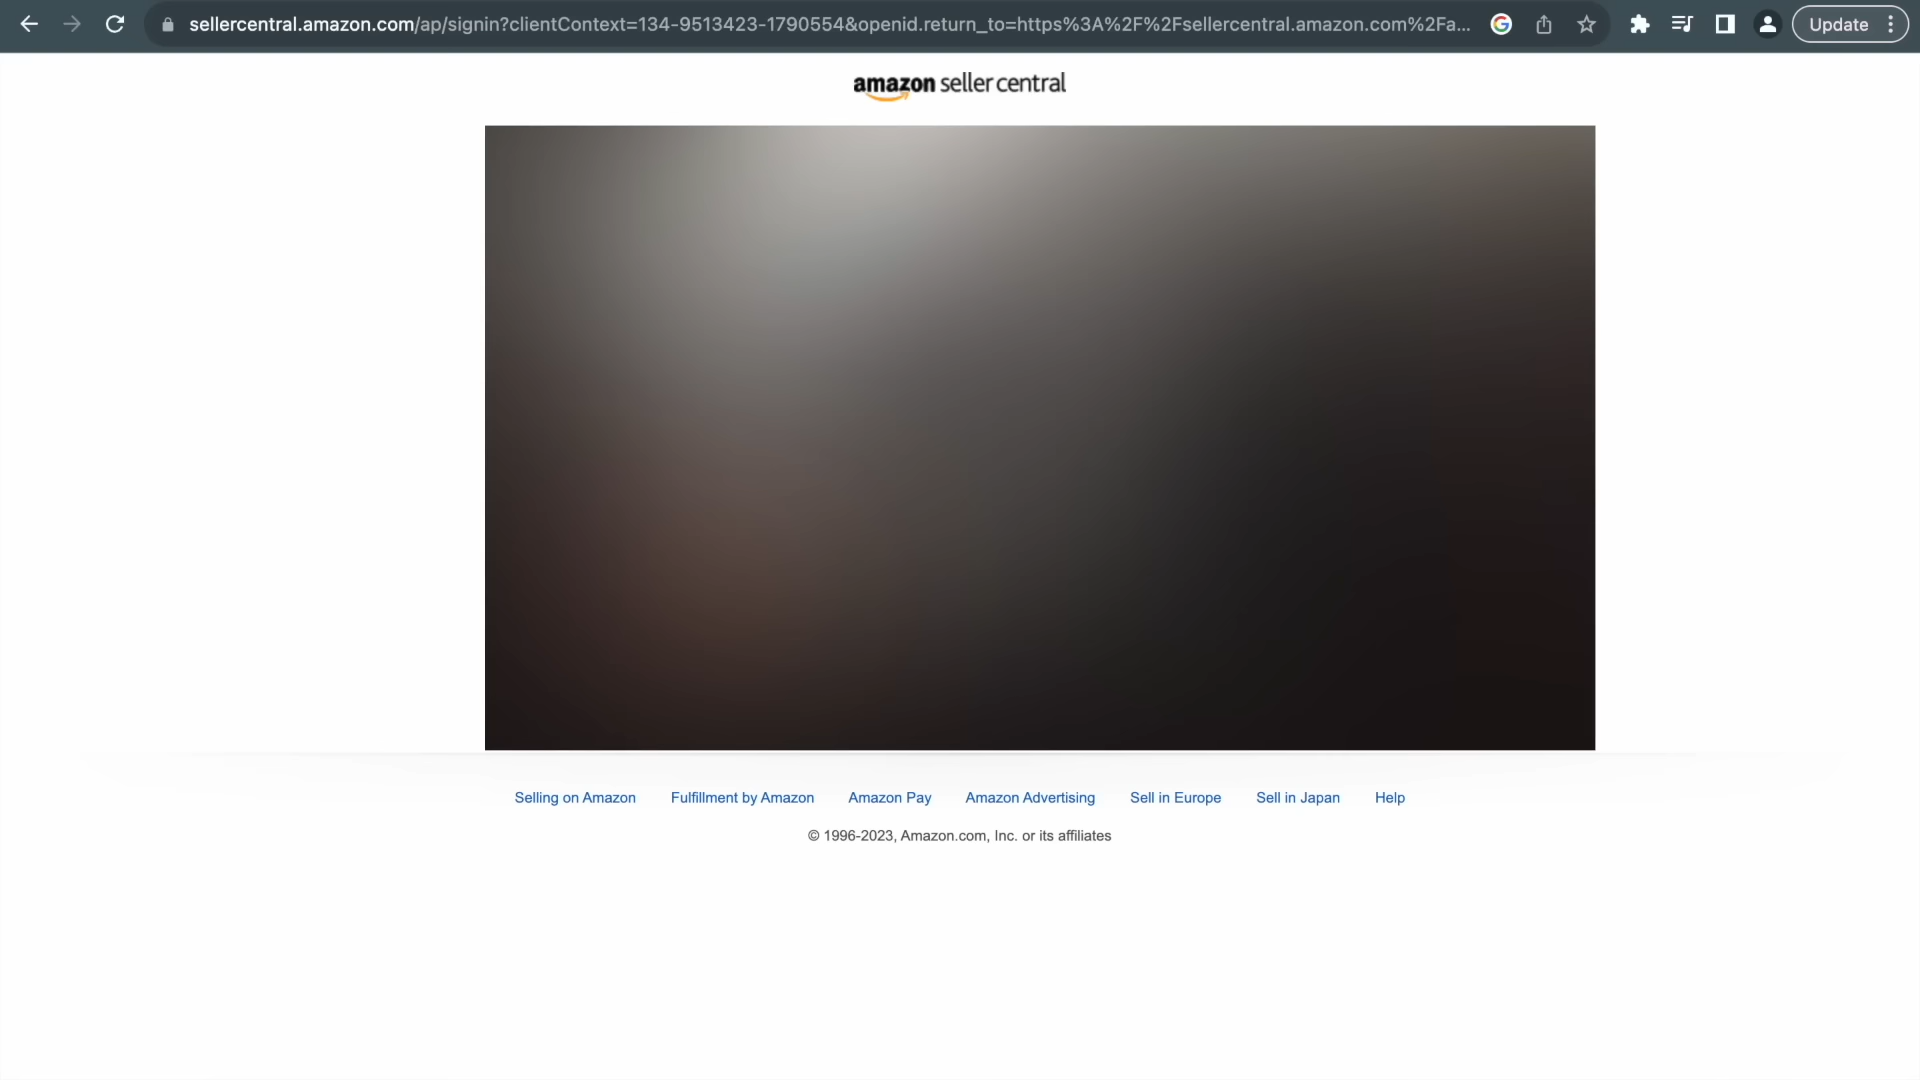 sellercentral.amazon.com/ap/signin?clientContext=134-9513423-1790554&openid.return_to=https%3A%2F%2Fsellercentral.amazon.com%2Fa...
Update
amazon seller central
Selling on Amazon Fulfillment by Amazon Amazon Pay Amazon Advertising Sell in Europe Sell in Japan Help
© 1996-2023, Amazon.com, Inc. or its affiliates